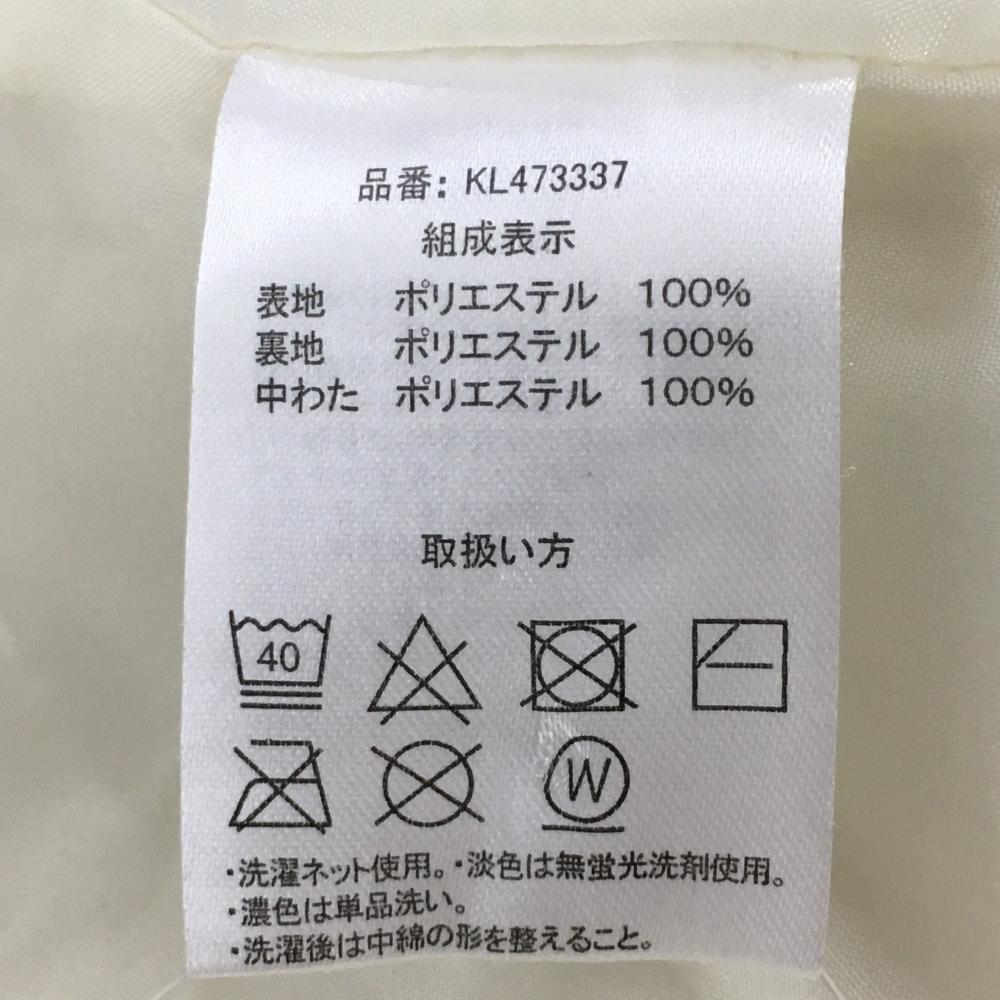 品番: KL473337
組成表示
表地 ポリエステル 100%
裏地 ポリエステル 100%
中わた ポリエステル 100%
取扱い方
40
W
・洗濯ネット使用。・淡色は無蛍光洗剤使用。
・濃色は単品洗い。
・洗濯後は中綿の形を整えること。